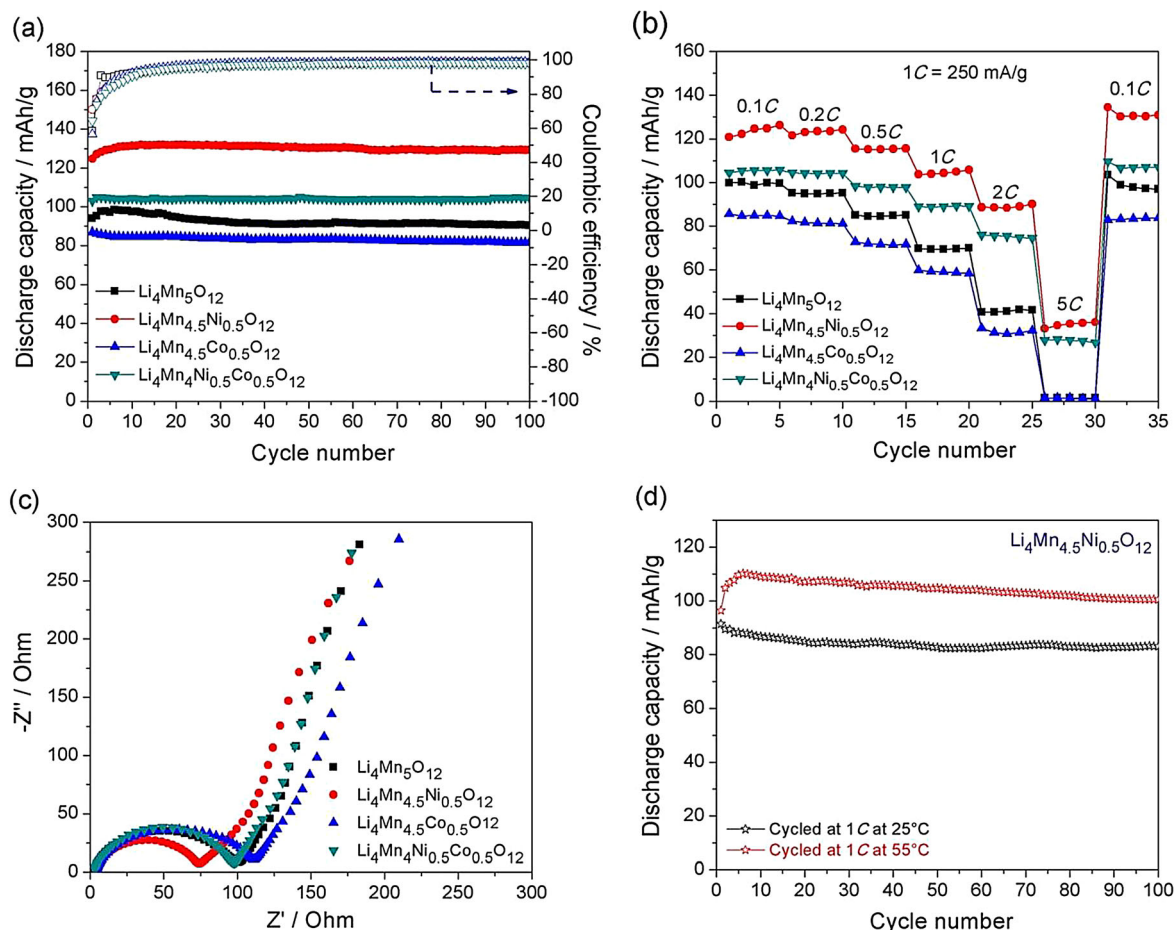 (a)
180
160
140
120
100
80
60
40
20
0
Discharge capacity / mAh/g
100
80
60
40
20
0
-20
-40
-60
-80
-100
Coulombic efficiency / %
Li₄Mn₅O₁₂
Li₄Mn₄.₅Ni₀.₅O₁₂
Li₄Mn₄.₅Co₀.₅O₁₂
Li₄Mn₄Ni₀.₅Co₀.₅O₁₂
0 10 20 30 40 50 60 70 80 90 100
Cycle number
(b)
160
140
120
100
80
60
40
20
0
Discharge capacity / mAh/g
1C = 250 mA/g
0.1C
0.2C
0.5C
1C
2C
5C
0.1C
Li₄Mn₅O₁₂
Li₄Mn₄.₅Ni₀.₅O₁₂
Li₄Mn₄.₅Co₀.₅O₁₂
Li₄Mn₄Ni₀.₅Co₀.₅O₁₂
0 5 10 15 20 25 30 35
Cycle number
(c)
300
250
200
150
100
50
0
-Z'' / Ohm
Li₄Mn₅O₁₂
Li₄Mn₄.₅Ni₀.₅O₁₂
Li₄Mn₄.₅Co₀.₅O₁₂
Li₄Mn₄Ni₀.₅Co₀.₅O₁₂
0 50 100 150 200 250 300
Z' / Ohm
(d)
120
100
80
60
40
20
0
Discharge capacity / mAh/g
Li₄Mn₄.₅Ni₀.₅O₁₂
Cycled at 1C at 25°C
Cycled at 1C at 55°C
0 10 20 30 40 50 60 70 80 90 100
Cycle number